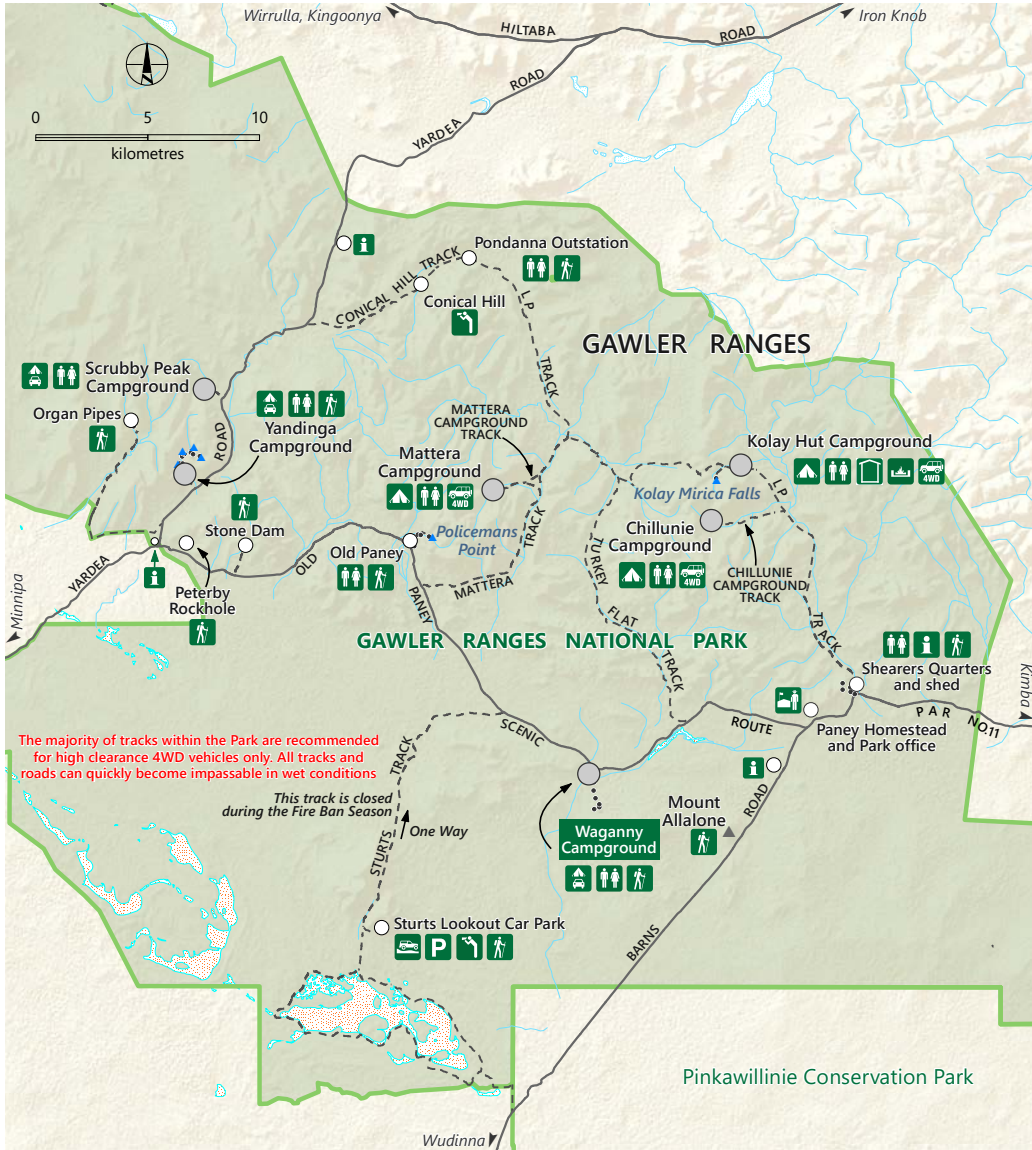 Wirrulla, Kingoonya
HILTABA
ROAD
Iron Knob
0
5
10
kilometres
YARDEA
ROAD
i
Pondanna Outstation
CONICAL HILL TRACK
Conical Hill
LP
TRACK
GAWLER RANGES
Scrubby Peak
Campground
Organ Pipes
ROAD
Yandinga
Campground
MATTERA
CAMPGROUND
TRACK
Mattera
Campground
4WD
Kolay Hut Campground
4WD
Kolay Mirica Falls
LP
Stone Dam
Chillunie
Campground
4WD
CHILLUNIE
CAMPGROUND
TRACK
Policemans
Point
Old Paney
OLD
TRACK
TURKEY
YARDEA
i
Peterby
Rockhole
Minnipa
PANEY
MATTERA
FLAT
TRACK
TRACK
GAWLER RANGES NATIONAL PARK
i
Shearers Quarters
and shed
Kimba
SCENIC
ROUTE
PAR NO11
Paney Homestead
and Park office
The majority of tracks within the Park are recommended
for high clearance 4WD vehicles only. All tracks and
roads can quickly become impassable in wet conditions
TRACK
This track is closed
during the Fire Ban Season
One Way
STURTS
i
ROAD
Mount
Allalone
Waganny
Campground
Sturts Lookout Car Park
P
BARNS
Pinkawillinie Conservation Park
Wudinna